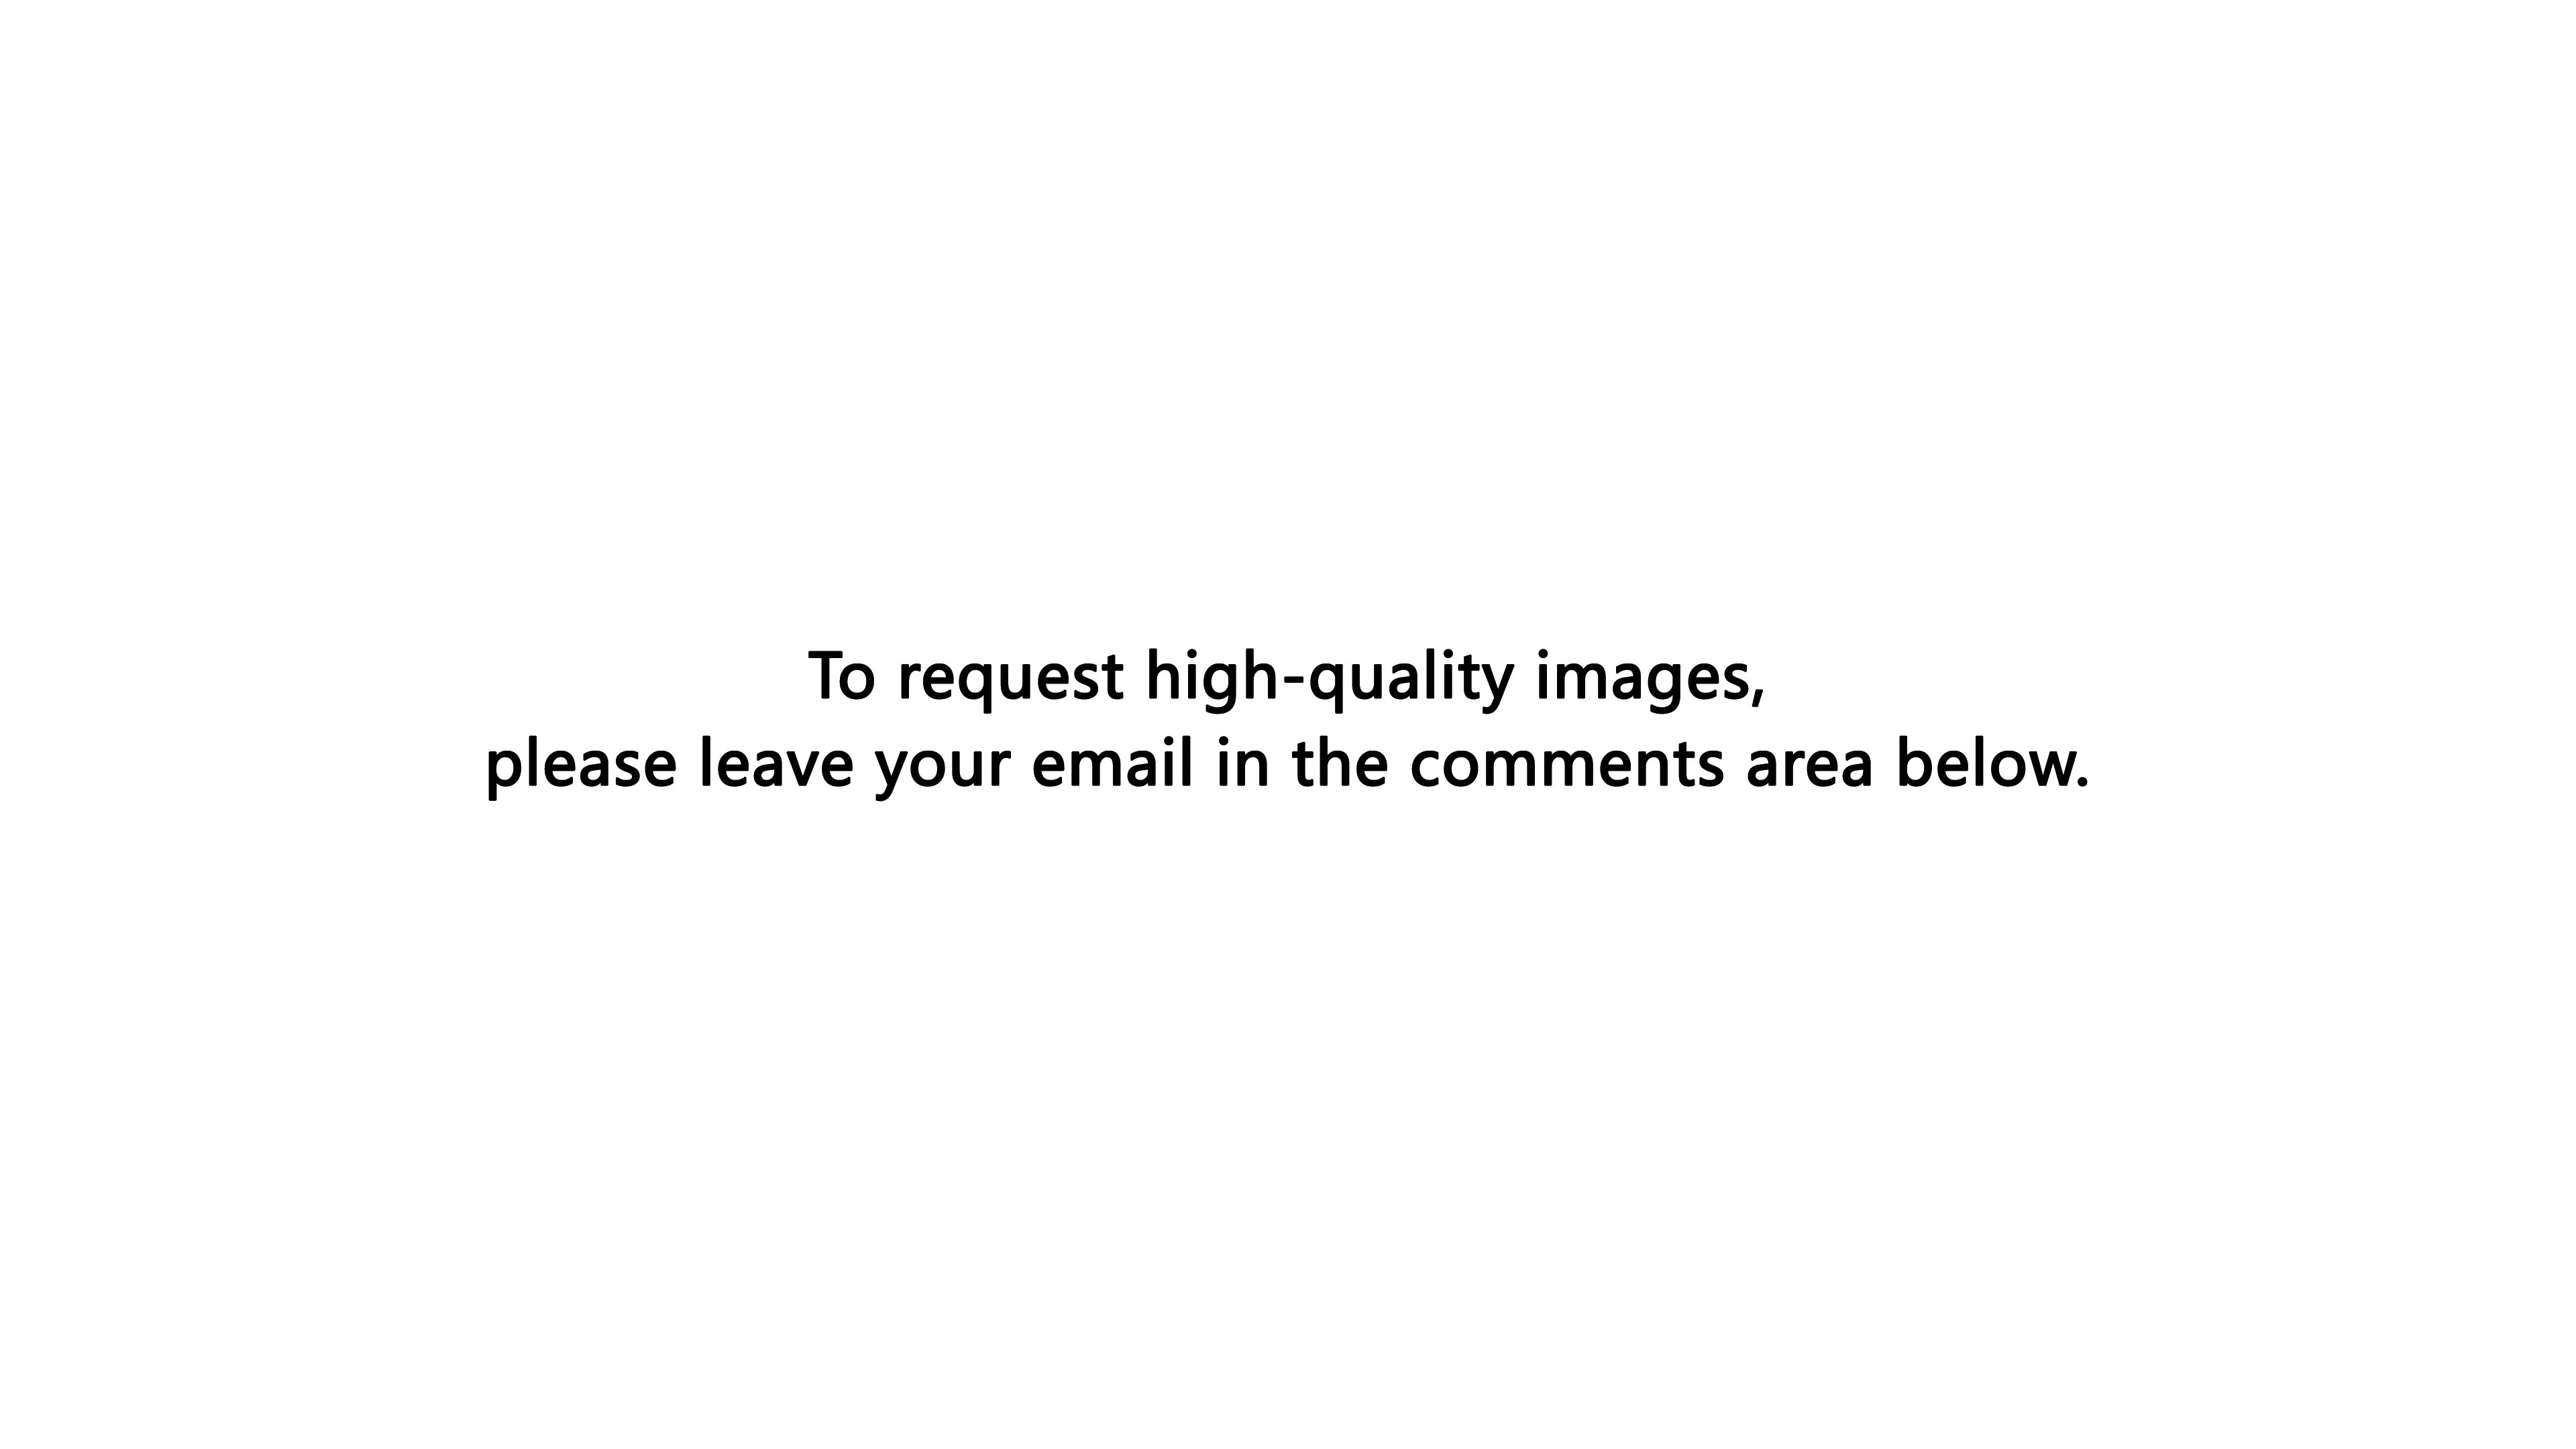 To request high-quality images,
please leave your email in the comments area below.